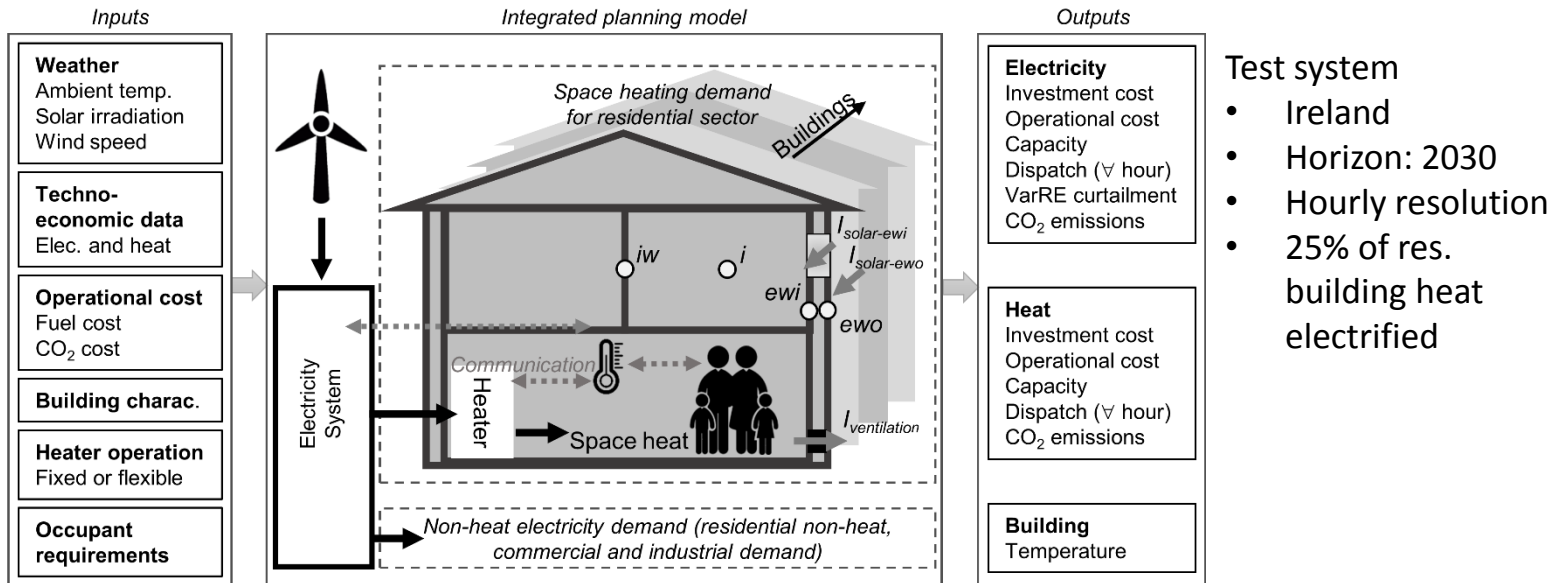 Inputs
Weather
Ambient temp.
Solar irradiation
Wind speed
Techno-
economic data
Elec. and heat
Operational cost
Fuel cost
CO₂ cost
Building charac.
Heater operation
Fixed or flexible
Occupant
requirements
Integrated planning model
Space heating demand
for residential sector
Buildings
iw
i
I solar-ewi
I solar-ewo
ewi
ewo
Communication
Electricity
System
Heater
Space heat
I ventilation
Non-heat electricity demand (residential non-heat,
commercial and industrial demand)
Outputs
Electricity
Investment cost
Operational cost
Capacity
Dispatch (∀ hour)
VarRE curtailment
CO₂ emissions
Heat
Investment cost
Operational cost
Capacity
Dispatch (∀ hour)
CO₂ emissions
Building
Temperature
Test system
• Ireland
• Horizon: 2030
• Hourly resolution
• 25% of res.
building heat
electrified